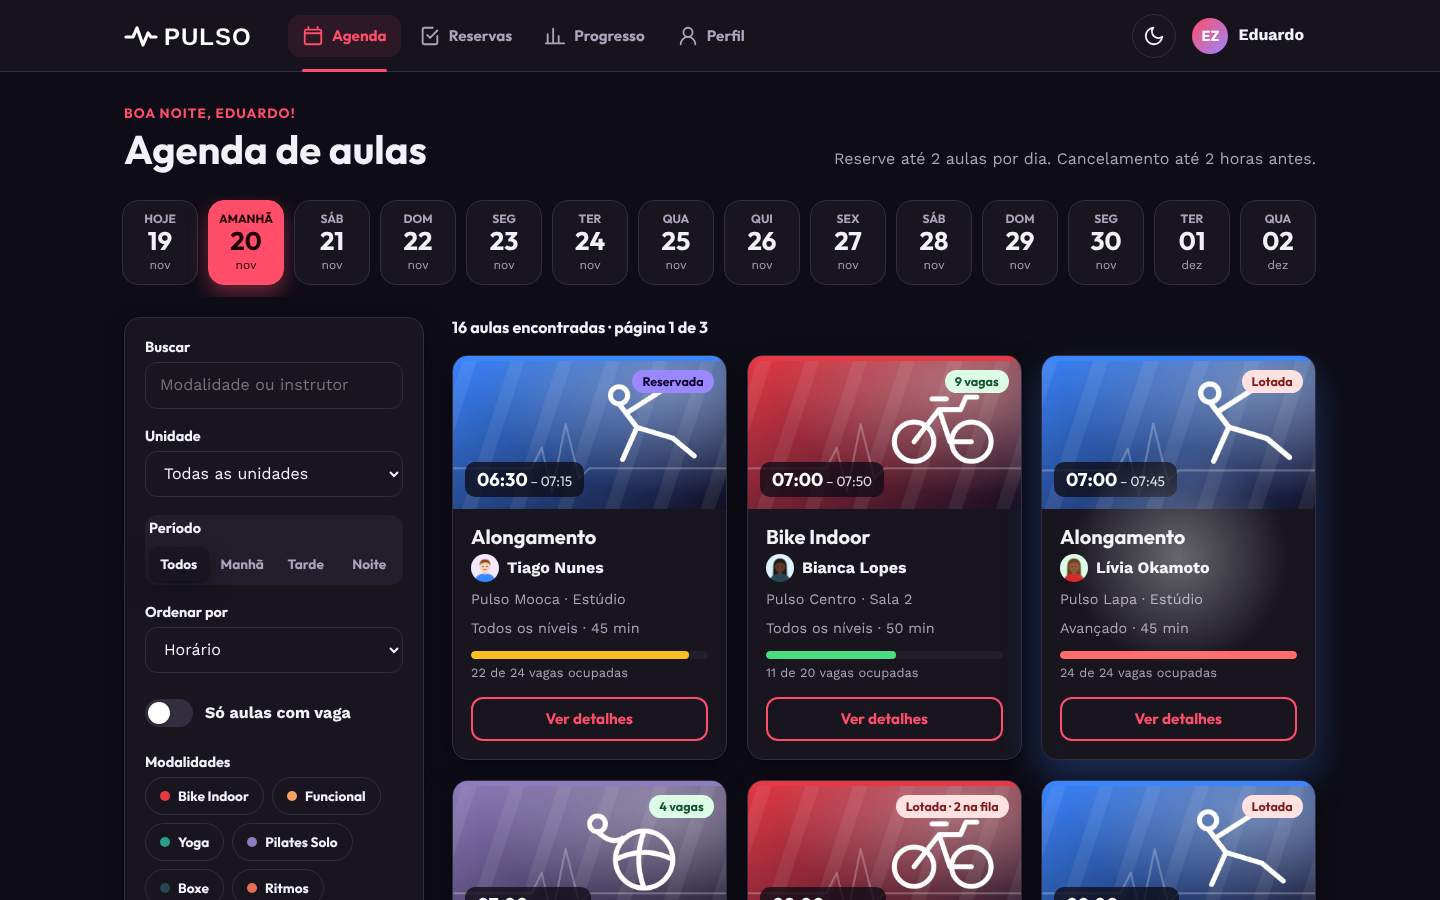 PULSO
Agenda
Reservas
Progresso
Perfil
EZ
Eduardo
BOA NOITE, EDUARDO!
Agenda de aulas
Reserve até 2 aulas por dia. Cancelamento até 2 horas antes.
HOJE
19
nov
AMANHÃ
20
nov
SÁB
21
nov
DOM
22
nov
SEG
23
nov
TER
24
nov
QUA
25
nov
QUI
26
nov
SEX
27
nov
SÁB
28
nov
DOM
29
nov
SEG
30
nov
TER
01
dez
QUA
02
dez
Buscar
Modalidade ou instrutor
Unidade
Todas as unidades
Período
Todos
Manhã
Tarde
Noite
Ordenar por
Horário
Só aulas com vaga
Modalidades
Bike Indoor
Funcional
Yoga
Pilates Solo
Boxe
Ritmos
16 aulas encontradas · página 1 de 3
Reservada
06:30 – 07:15
Alongamento
Tiago Nunes
Pulso Mooca · Estúdio
Todos os níveis · 45 min
22 de 24 vagas ocupadas
Ver detalhes
9 vagas
07:00 – 07:50
Bike Indoor
Bianca Lopes
Pulso Centro · Sala 2
Todos os níveis · 50 min
11 de 20 vagas ocupadas
Ver detalhes
Lotada
07:00 – 07:45
Alongamento
Lívia Okamoto
Pulso Lapa · Estúdio
Avançado · 45 min
24 de 24 vagas ocupadas
Ver detalhes
4 vagas
Lotada · 2 na fila
Lotada